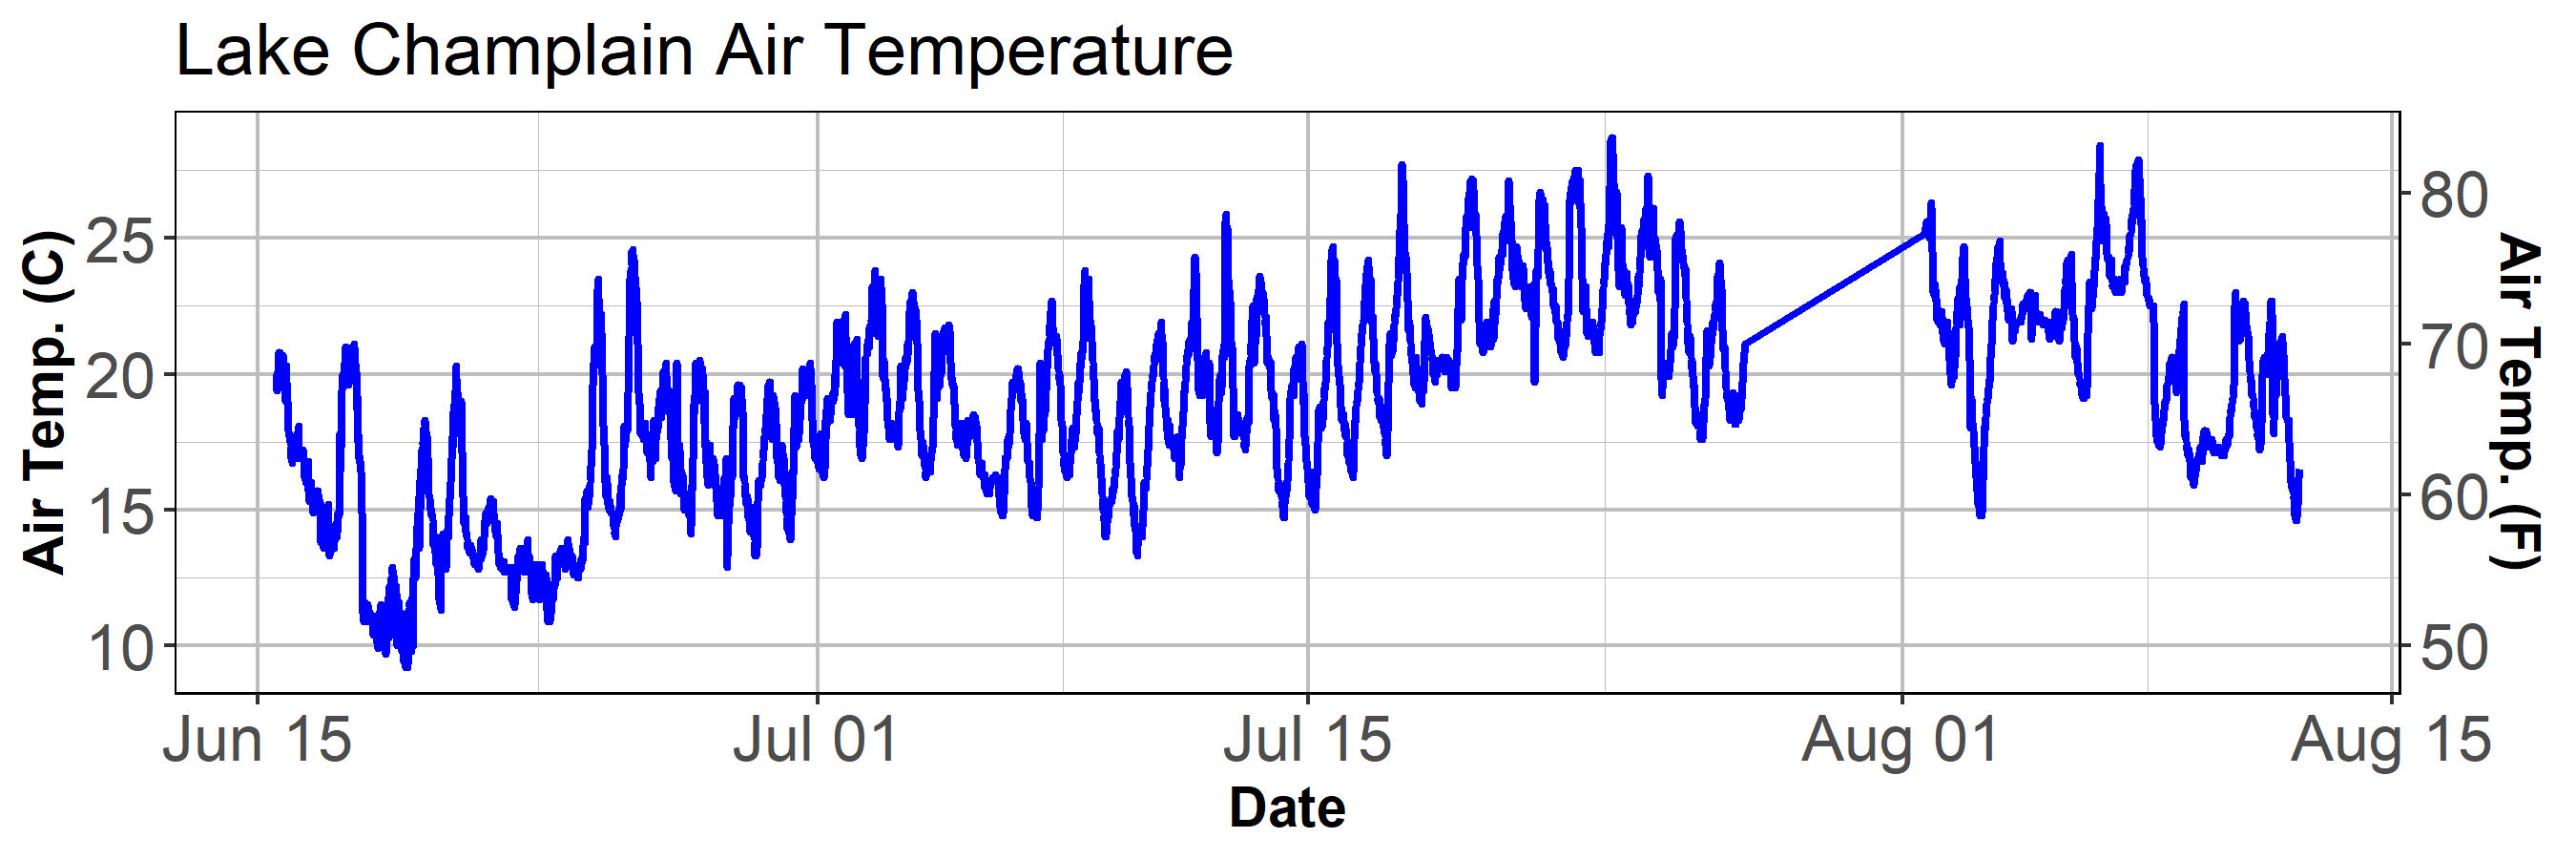 Lake Champlain Air Temperature
Air Temp. (C)
25
20
15
10
80
70
60
50
Air Temp. (F)
Jun 15
Jul 01
Jul 15
Aug 01
Aug 15
Date